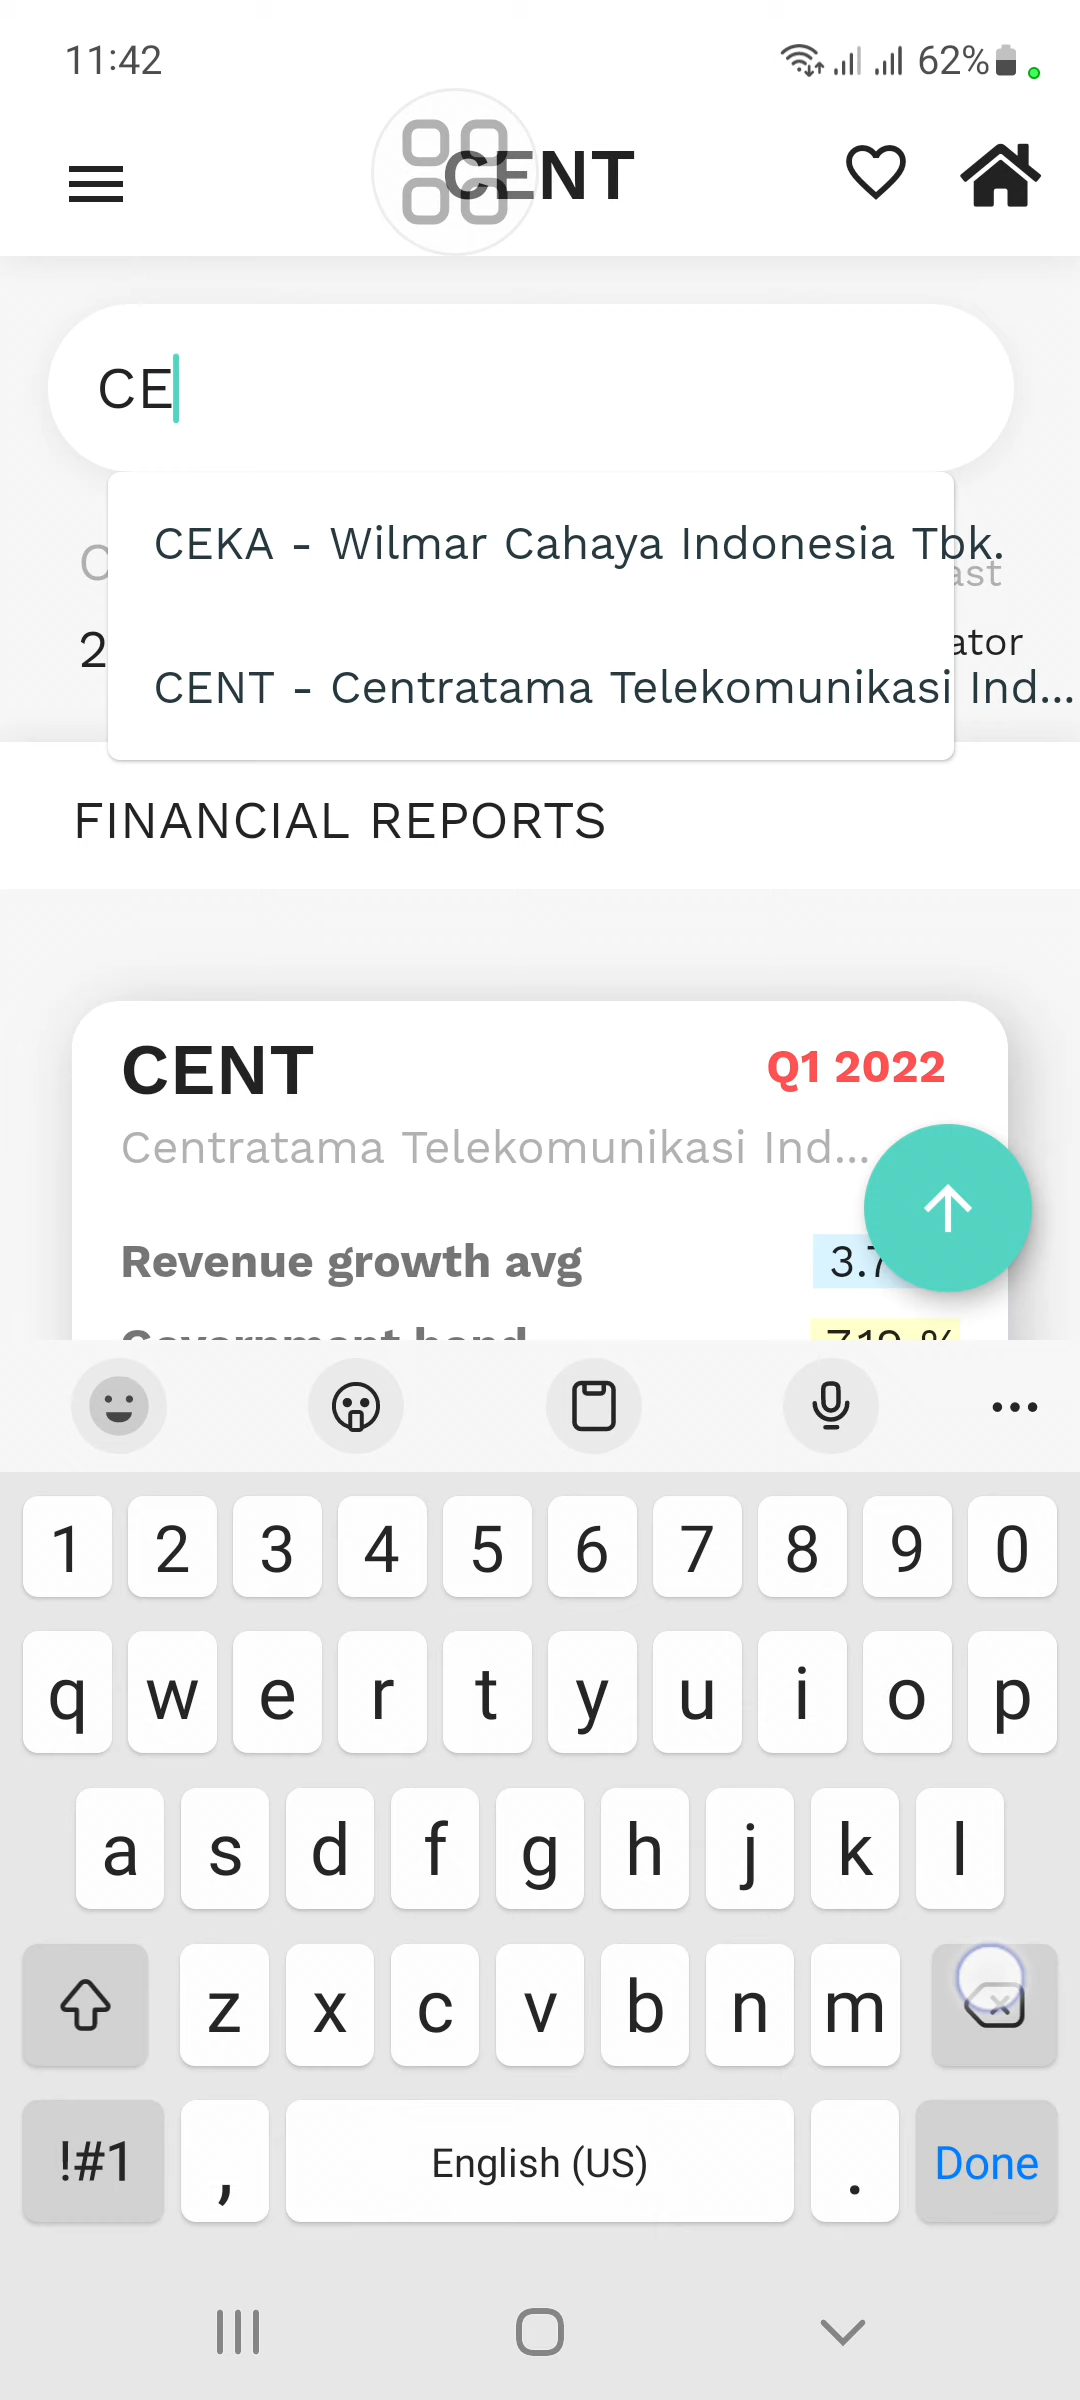 11:42 62%
CENT
CE
CEKA - Wilmar Cahaya Indonesia Tbk.
CENT - Centratama Telekomunikasi Ind...
FINANCIAL REPORTS
CENT Q1 2022
Centratama Telekomunikasi Ind...
Revenue growth avg
1 2 3 4 5 6 7 8 9 0
q w e r t y u i o p
a s d f g h j k l
z x c v b n m
!#1 , English (US) . Done